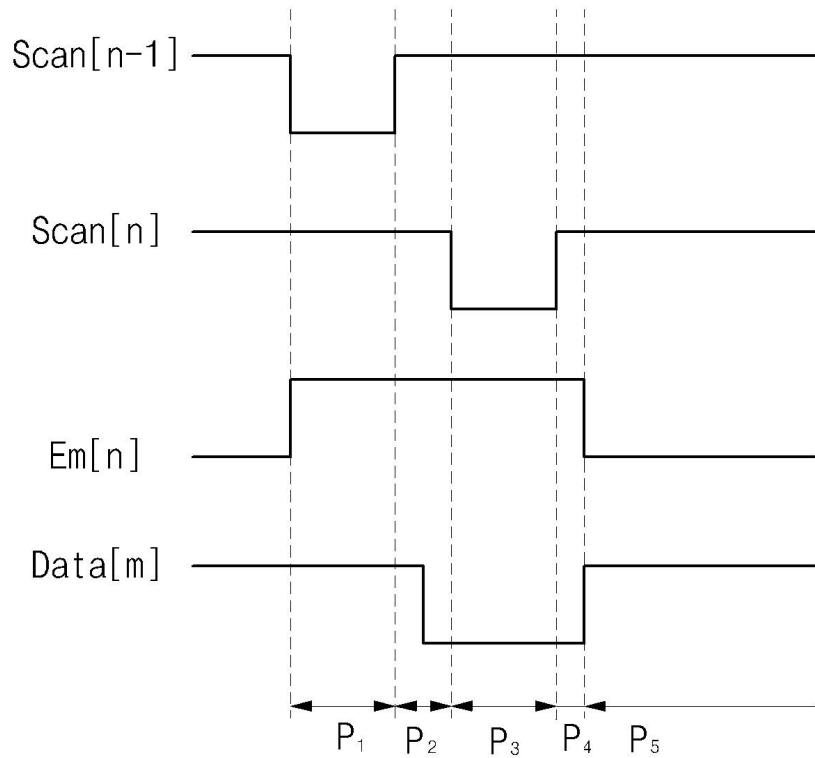 Scan[n-1]
Scan[n]
Em[n]
Data[m]
P₁ P₂ P₃ P₄ P₅